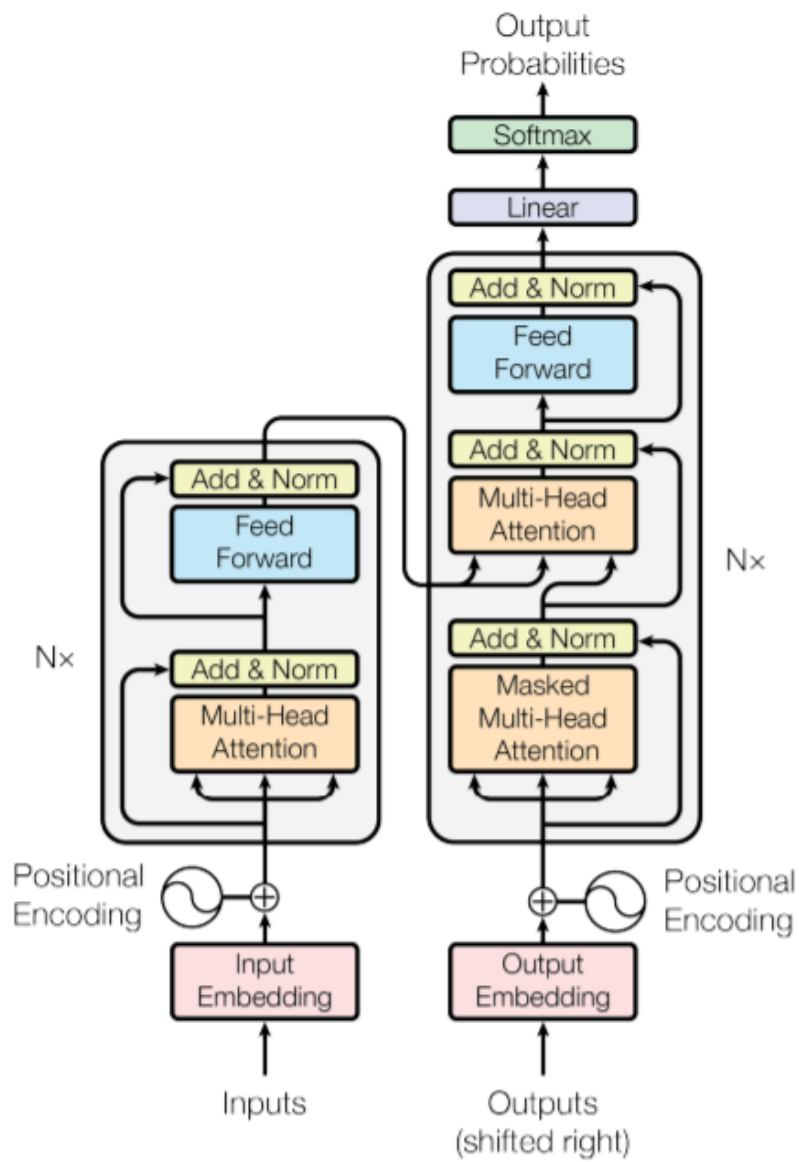 Output
Probabilities
Softmax
Linear
Add & Norm
Feed
Forward
Add & Norm
Multi-Head
Attention
Add & Norm
Masked
Multi-Head
Attention
N×
Add & Norm
Feed
Forward
Add & Norm
Multi-Head
Attention
N×
Positional
Encoding
Positional
Encoding
Input
Embedding
Output
Embedding
Inputs
Outputs
(shifted right)